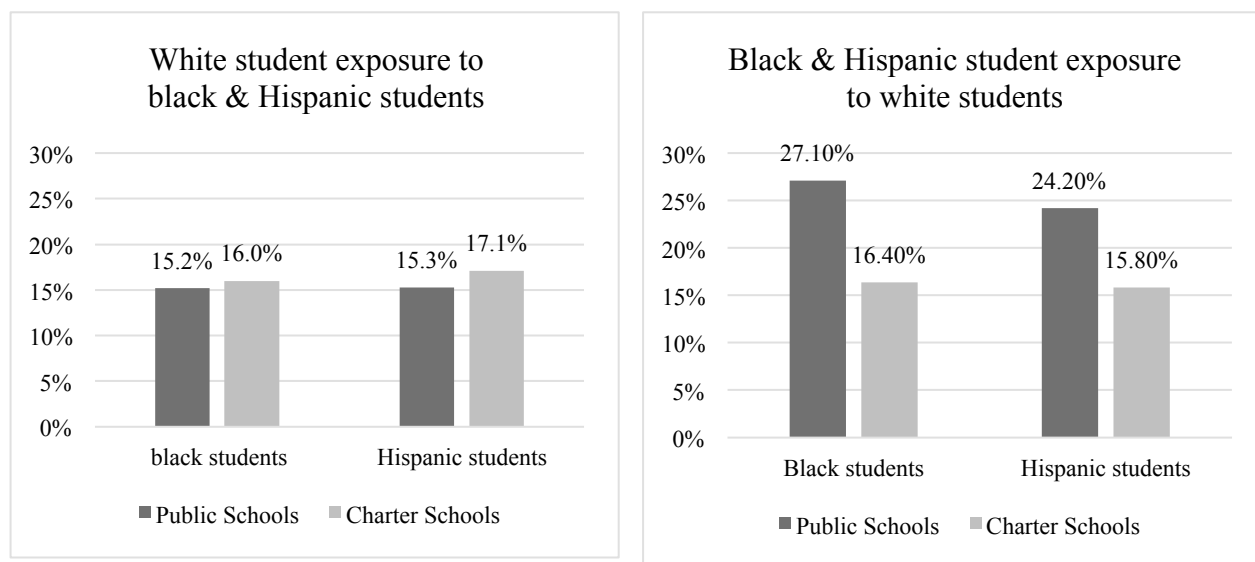 White student exposure to
black & Hispanic students
30%
25%
20%
15%
10%
5%
0%
15.2%
16.0%
15.3%
17.1%
black students
Hispanic students
Public Schools
Charter Schools
Black & Hispanic student exposure
to white students
30%
25%
20%
15%
10%
5%
0%
27.10%
16.40%
24.20%
15.80%
Black students
Hispanic students
Public Schools
Charter Schools